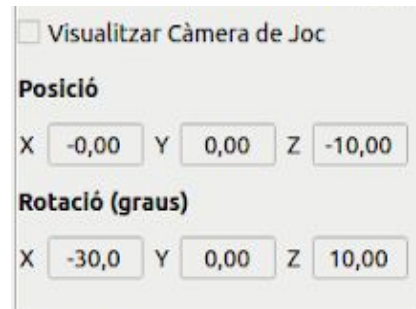 Visualitzar Càmera de Joc
Posició
X -0,00 Y 0,00 Z -10,00
Rotació (graus)
X -30,0 Y 0,00 Z 10,00